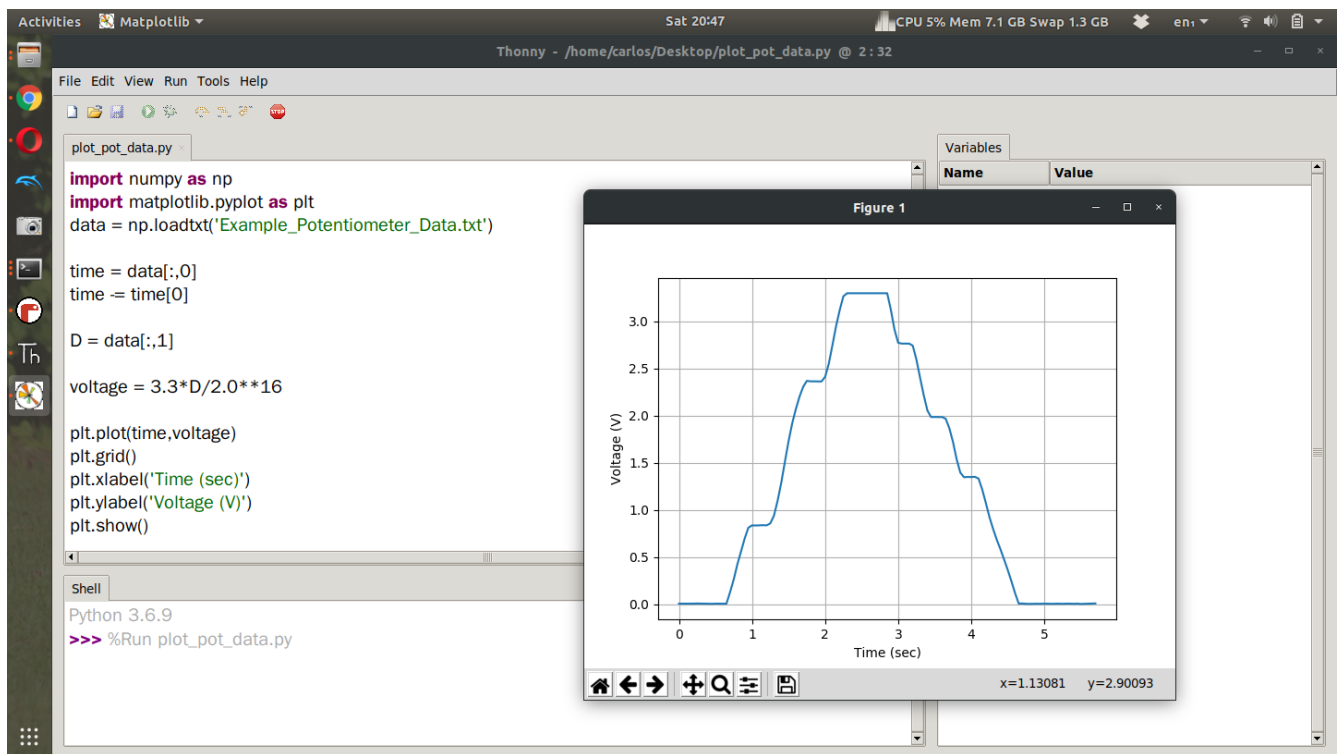 Activities Matplotlib Sat 20:47 CPU 5% Mem 7.1 GB Swap 1.3 GB en₁
Thonny - /home/carlos/Desktop/plot_pot_data.py @ 2:32
File Edit View Run Tools Help
STOP
plot_pot_data.py
import numpy as np
import matplotlib.pyplot as plt
data = np.loadtxt('Example_Potentiometer_Data.txt')
time = data[:,0]
time -= time[0]
D = data[:,1]
voltage = 3.3*D/2.0**16
plt.plot(time,voltage)
plt.grid()
plt.xlabel('Time (sec)')
plt.ylabel('Voltage (V)')
plt.show()
Shell
Python 3.6.9
>>> %Run plot_pot_data.py
Variables
Name Value
Figure 1
3.0
2.5
2.0
1.5
1.0
0.5
0.0
Voltage (V)
0 1 2 3 4 5
Time (sec)
x=1.13081 y=2.90093
Th